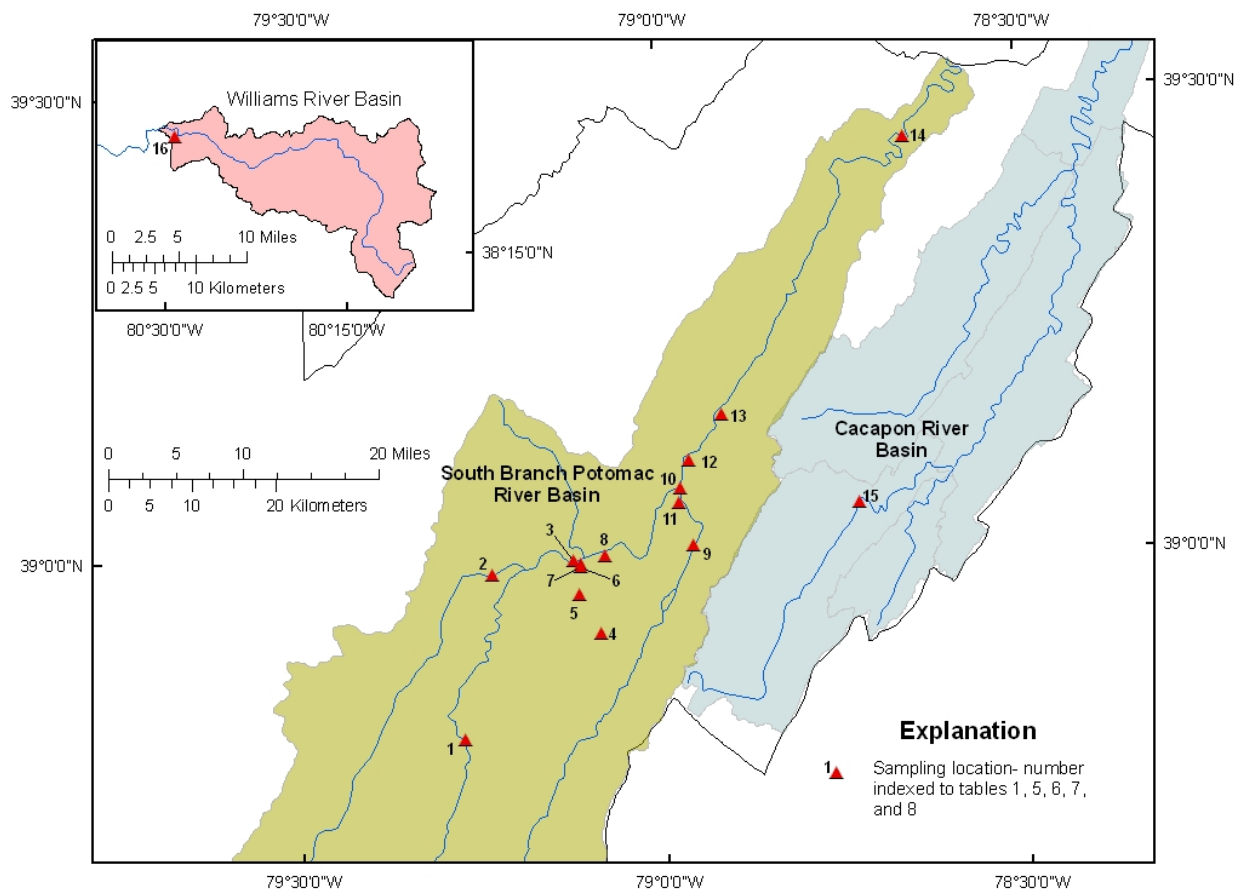 79°30'0"W
79°0'0"W
78°30'0"W
39°30'0"N
39°30'0"N
Williams River Basin
16
14
0 2.5 5 10 Miles
38°15'0"N
0 2.5 5 10 Kilometers
80°30'0"W
80°15'0"W
13
Cacapon River
Basin
0 5 10 20 Miles
12
South Branch Potomac
River Basin
10
15
0 5 10 20 Kilometers
11
3
8
9
39°0'0"N
2
39°0'0"N
7
6
5
4
Explanation
1
1
Sampling location- number
indexed to tables 1, 5, 6, 7,
and 8
79°30'0"W
79°0'0"W
78°30'0"W